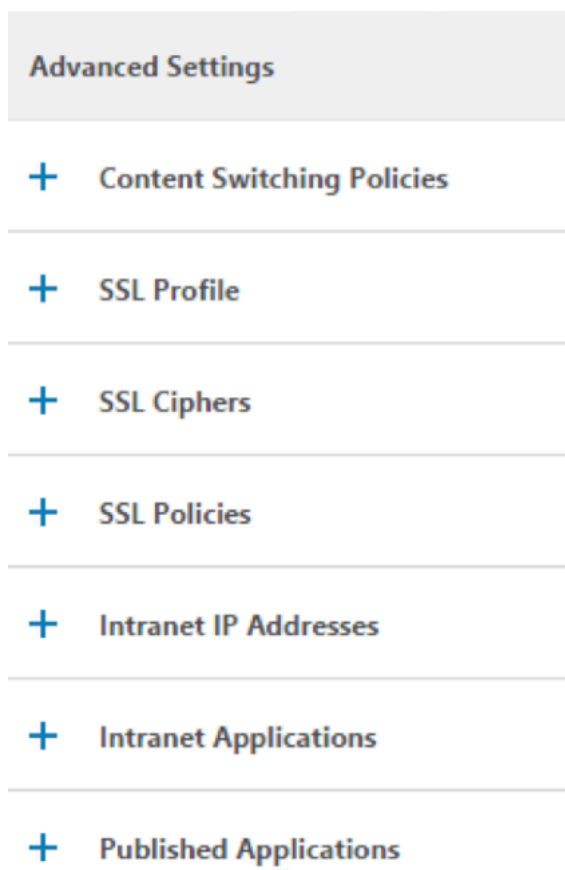 Advanced Settings
Content Switching Policies
SSL Profile
SSL Ciphers
SSL Policies
Intranet IP Addresses
Intranet Applications
Published Applications